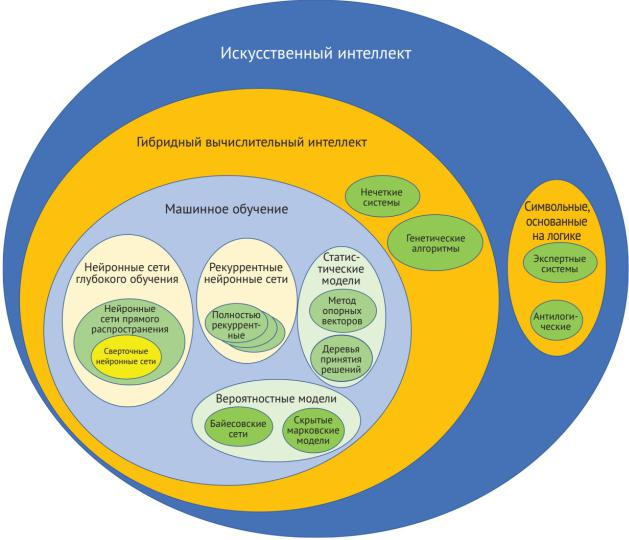 Искусственный интеллект
Гибридный вычислительный интеллект
Машинное обучение
Нечеткие
системы
Генетические
алгоритмы
Символьные,
основанные
на логике
Экспертные
системы
Антилоги-
ческие
Нейронные сети
глубокого обучения
Нейронные
сети прямого
распространения
Сверточные
нейронные сети
Рекуррентные
нейронные сети
Полностью
рекуррент-
ные
Статис-
тические
модели
Метод
опорных
векторов
Деревья
принятия
решений
Вероятностные модели
Байесовские
сети
Скрытые
марковские
модели